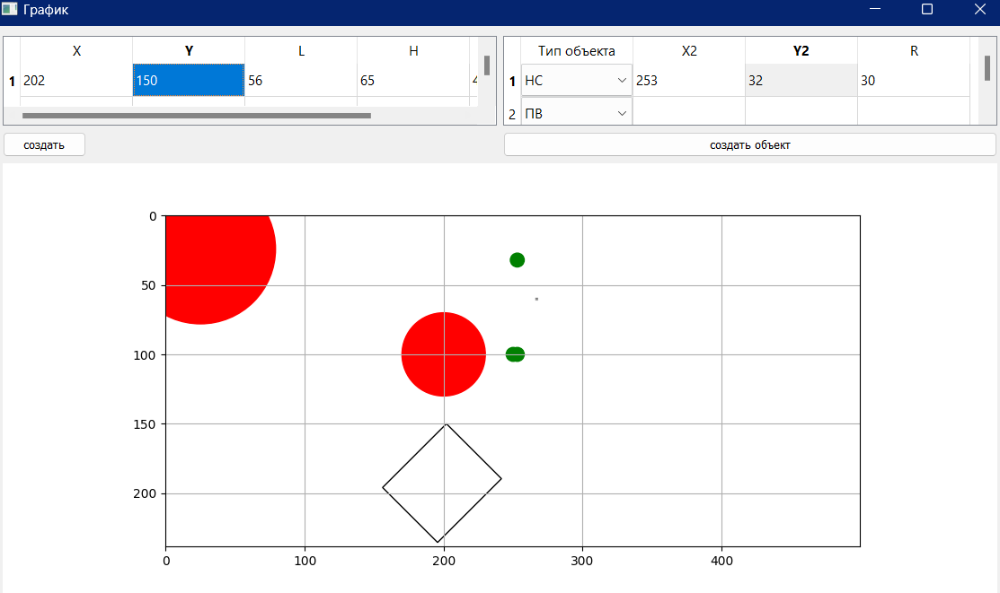 График
X Y L H
1 202 150 56 65
Тип объекта X2 Y2 R
1 НС 253 32 30
2 ПВ
создать
создать объект
0
50
100
150
200
0 100 200 300 400